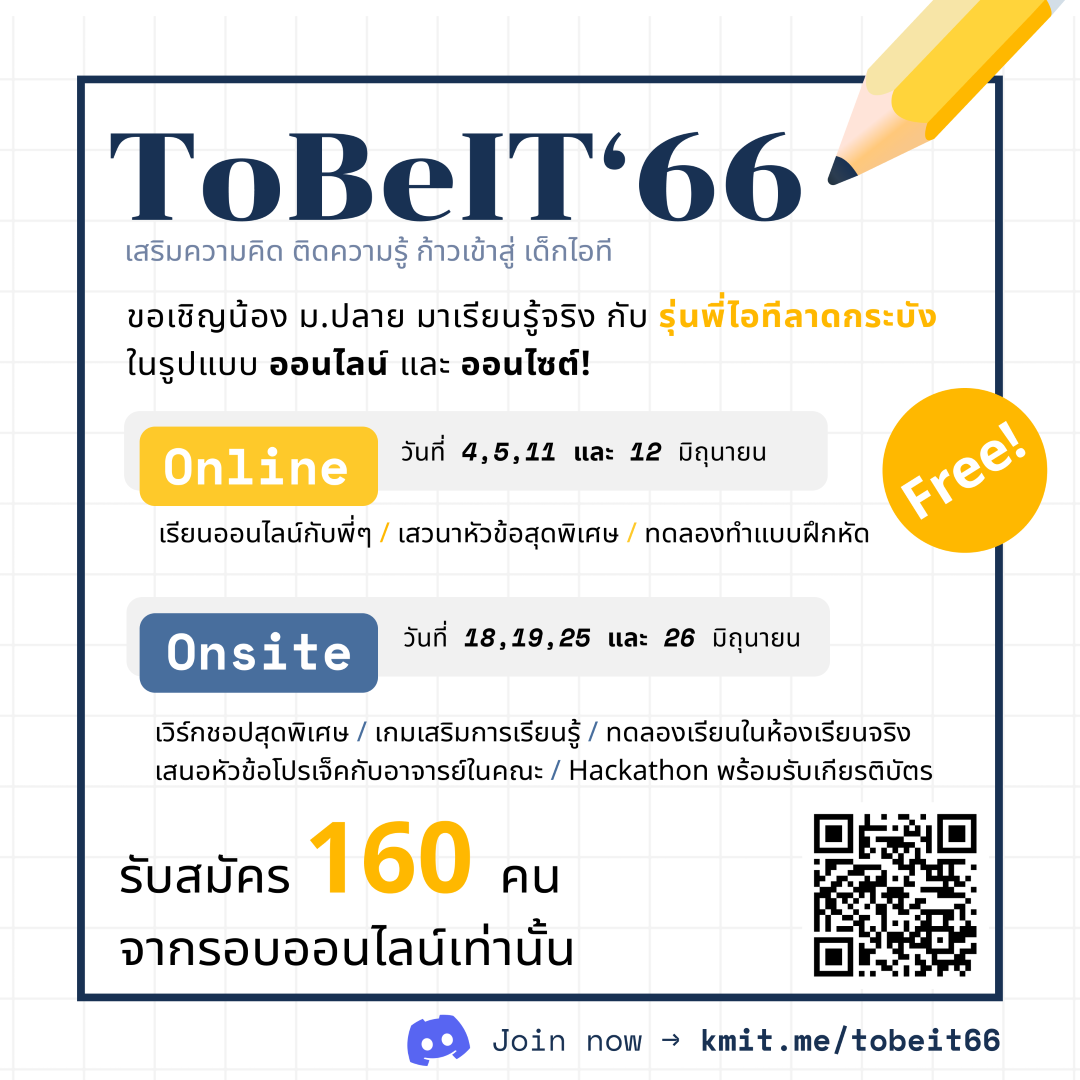 ToBeIT‘66
เสริมความคิด ติดความรู้ ก้าวเข้าสู่ เด็กไอที
ขอเชิญน้อง ม.ปลาย มาเรียนรู้จริง กับ รุ่นพี่ไอทีลาดกระบัง
ในรูปแบบ ออนไลน์ และ ออนไซต์!
Free!
Online วันที่ 4,5,11 และ 12 มิถุนายน
เรียนออนไลน์กับพี่ๆ / เสวนาหัวข้อสุดพิเศษ / ทดลองทำแบบฝึกหัด
Onsite วันที่ 18,19,25 และ 26 มิถุนายน
เวิร์กชอปสุดพิเศษ / เกมเสริมการเรียนรู้ / ทดลองเรียนในห้องเรียนจริง
เสนอหัวข้อโปรเจ็คกับอาจารย์ในคณะ / Hackathon พร้อมรับเกียรติบัตร
รับสมัคร 160 คน
จากรอบออนไลน์เท่านั้น
Join now → kmit.me/tobeit66